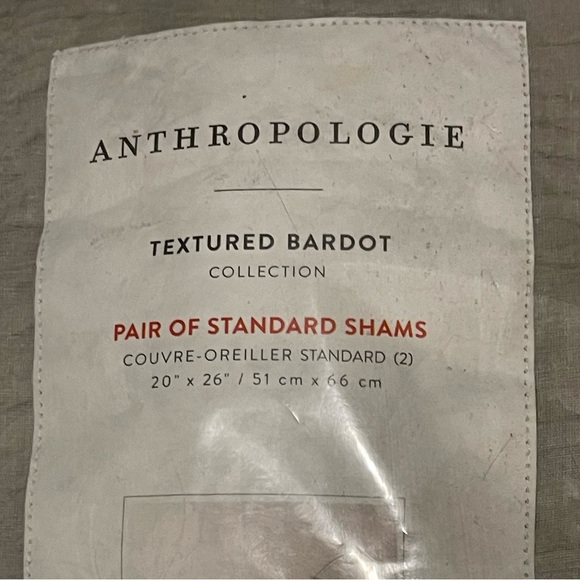 ANTHROPOLOGIE
TEXTURED BARDOT
COLLECTION
PAIR OF STANDARD SHAMS
COUVRE-OREILLER STANDARD (2)
20" x 26" / 51 cm x 66 cm